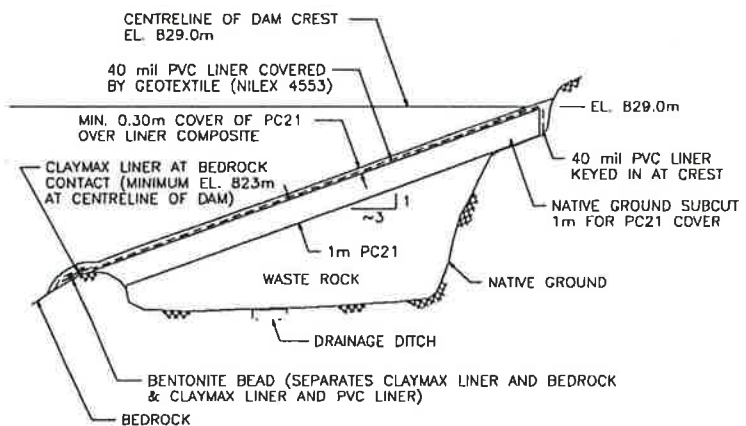 CENTRELINE OF DAM CREST
EL. 829.0m
40 mil PVC LINER COVERED
BY GEOTEXTILE (NILEX 4553)
EL. 829.0m
MIN. 0.30m COVER OF PC21
OVER LINER COMPOSITE
CLAYMAX LINER AT BEDROCK
CONTACT (MINIMUM EL. 823m
AT CENTRELINE OF DAM)
40 mil PVC LINER
KEYED IN AT CREST
NATIVE GROUND SUBCUT
1m FOR PC21 COVER
1
~3
1m PC21
WASTE ROCK
NATIVE GROUND
DRAINAGE DITCH
BENTONITE BEAD (SEPARATES CLAYMAX LINER AND BEDROCK
& CLAYMAX LINER AND PVC LINER)
BEDROCK